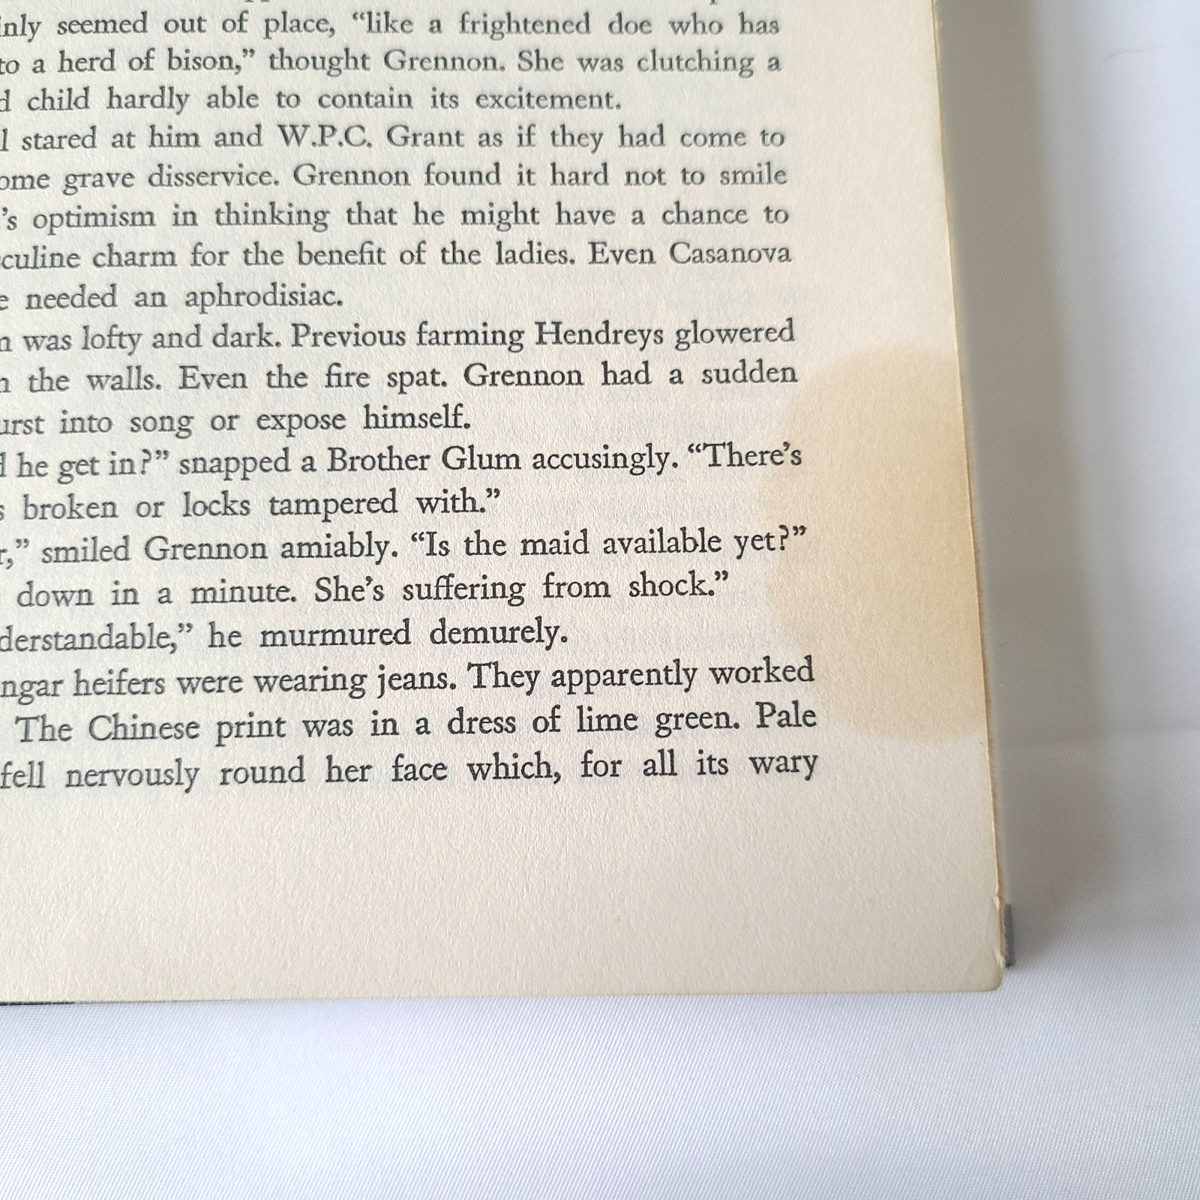 inly seemed out of place, “like a frightened doe who has
to a herd of bison,” thought Grennon. She was clutching a
d child hardly able to contain its excitement.
l stared at him and W.P.C. Grant as if they had come to
ome grave disservice. Grennon found it hard not to smile
’s optimism in thinking that he might have a chance to
culine charm for the benefit of the ladies. Even Casanova
e needed an aphrodisiac.
n was lofty and dark. Previous farming Hendreys glowered
n the walls. Even the fire spat. Grennon had a sudden
urst into song or expose himself.
d he get in?” snapped a Brother Glum accusingly. “There’s
s broken or locks tampered with.”
r,” smiled Grennon amiably. “Is the maid available yet?”
down in a minute. She’s suffering from shock.”
derstandable,” he murmured demurely.
ngar heifers were wearing jeans. They apparently worked
The Chinese print was in a dress of lime green. Pale
fell nervously round her face which, for all its wary